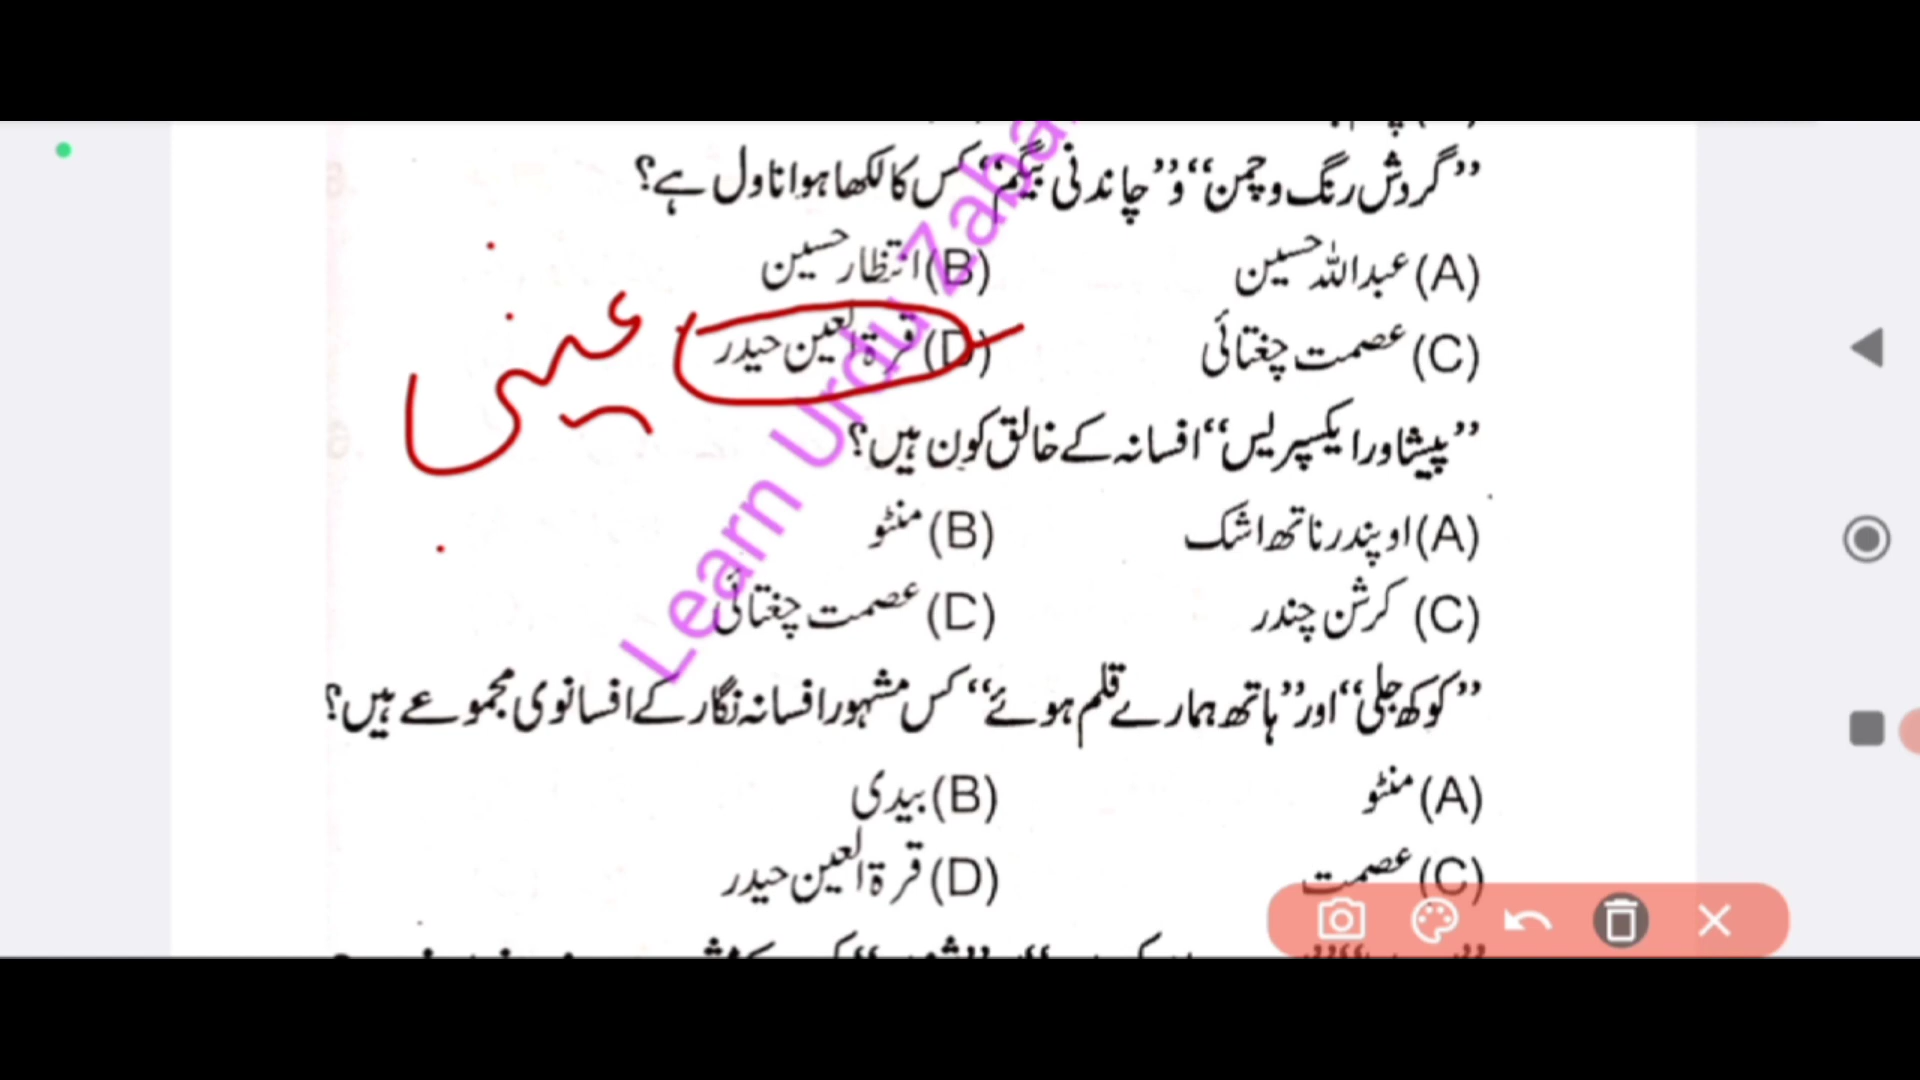 ”گردش رنگ و چمن“ و ”چاندنی بیگم“ کس کا لکھا ہوا ناول ہے؟
(A) عبداللہ حسین (B) انتظار حسین
(C) عصمت چغتائی (D) قرۃ العین حیدر
عینی
”پیشاور ایکسپریس“ افسانہ کے خالق کون ہیں؟
(A) اوپندر ناتھ اشک (B) منٹو
(C) کرشن چندر (D) عصمت چغتائی
”کوکھ جلی“ اور ”ہاتھ ہمارے قلم ہوئے“ کس مشہور افسانہ نگار کے افسانوی مجموعے ہیں؟
(A) منٹو (B) بیدی
(C) عصمت (D) قرۃ العین حیدر
Learn Urdu Zaba